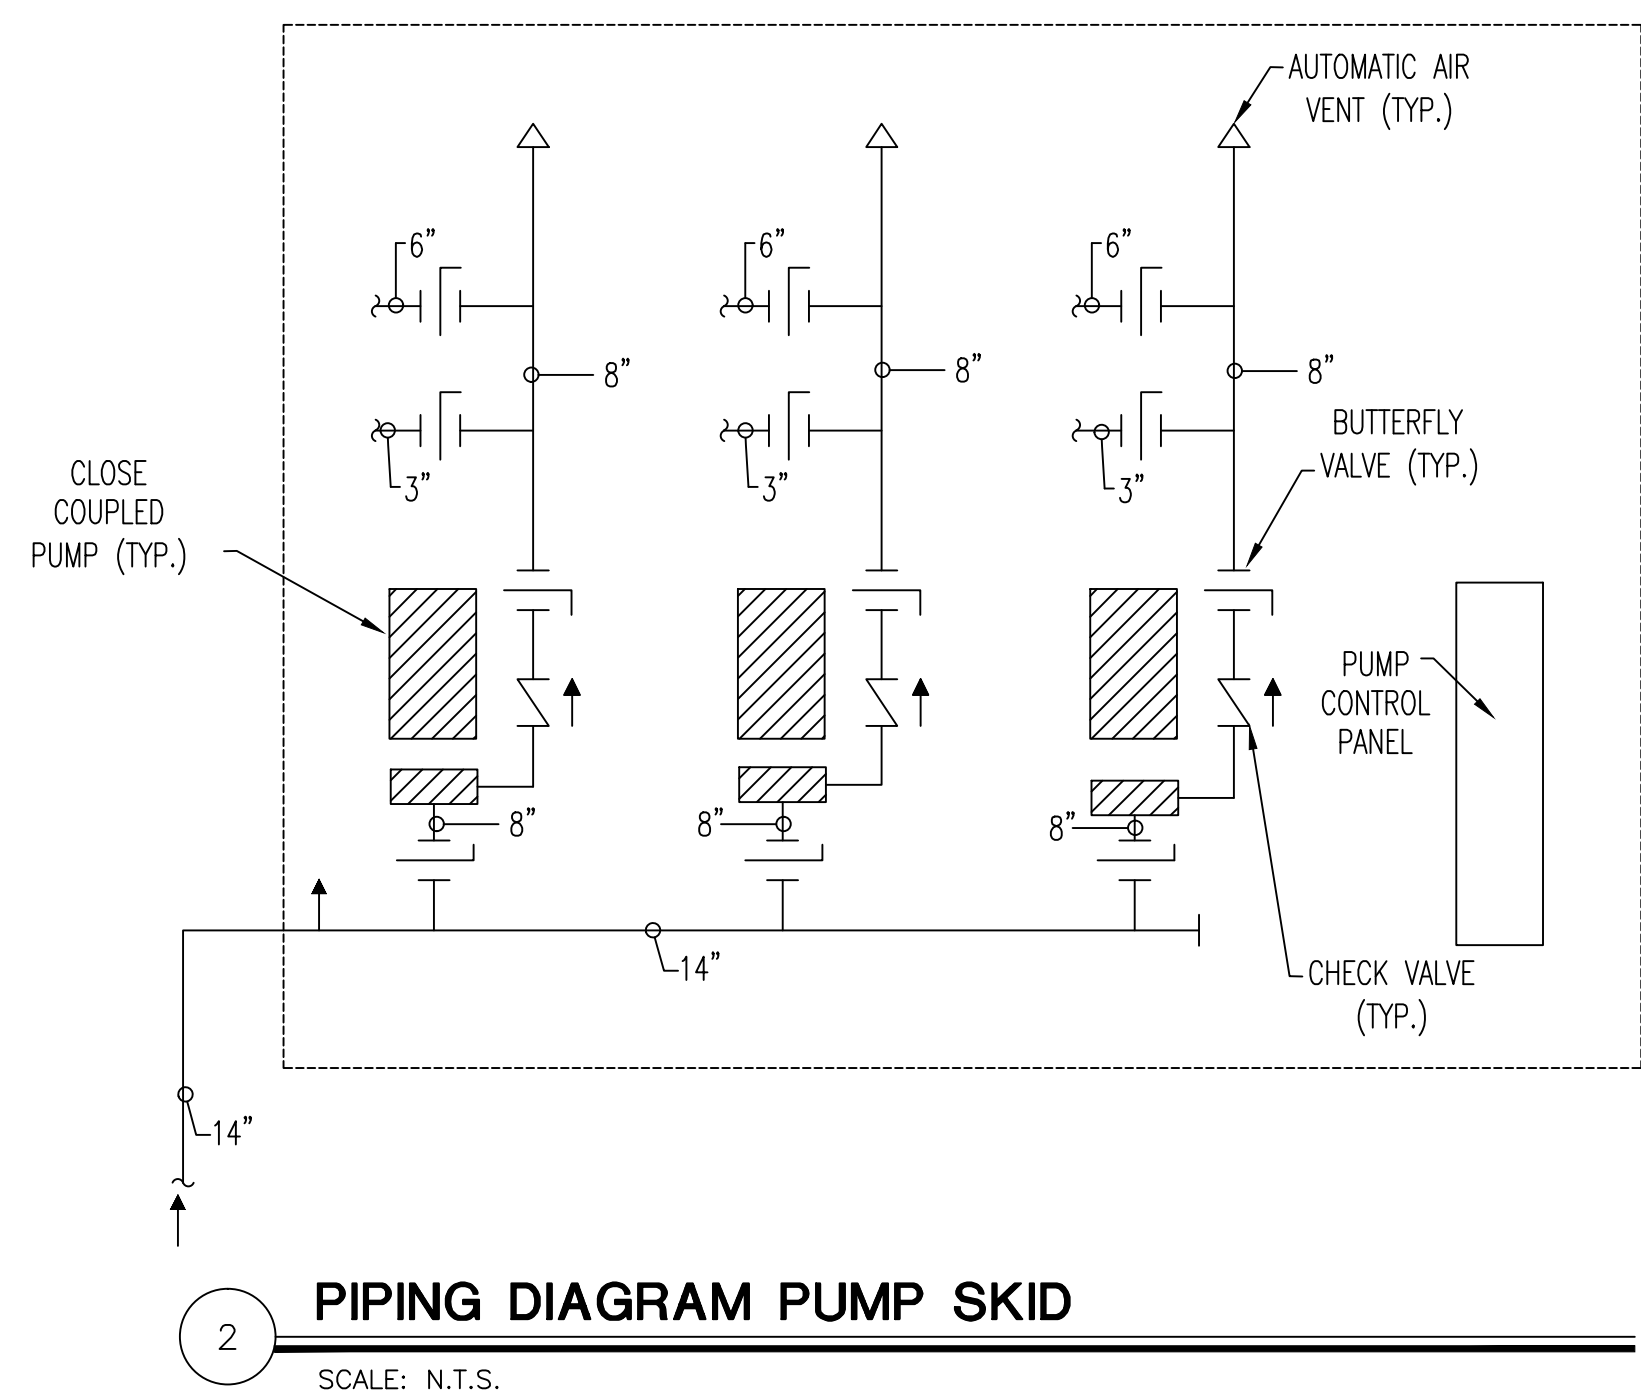 AUTOMATIC AIR
VENT (TYP.)
6”
6”
6”
8”
8”
8”
3”
3”
3”
BUTTERFLY
VALVE (TYP.)
CLOSE
COUPLED
PUMP (TYP.)
PUMP
CONTROL
PANEL
8”
8”
8”
14”
CHECK VALVE
(TYP.)
14”
2
PIPING DIAGRAM PUMP SKID
SCALE: N.T.S.